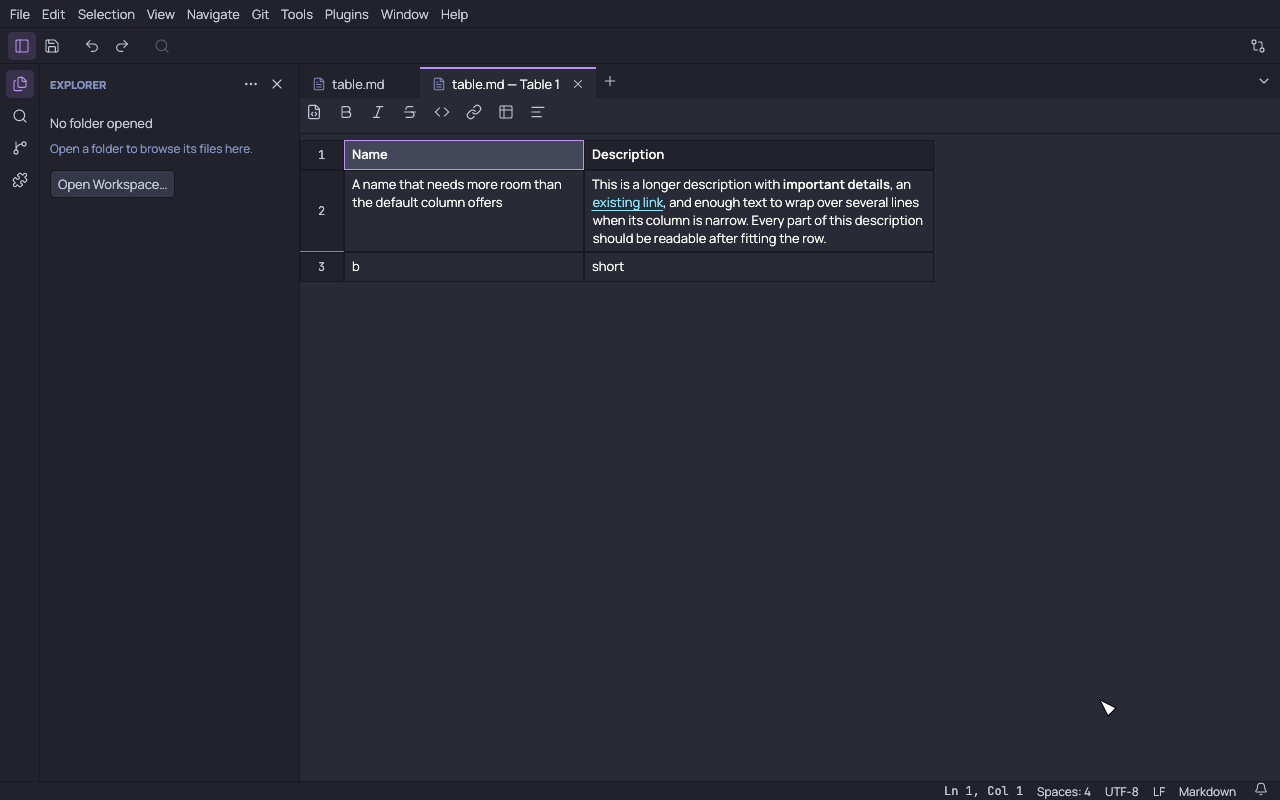 File Edit Selection View Navigate Git Tools Plugins Window Help
EXPLORER
No folder opened
Open a folder to browse its files here.
Open Workspace...
table.md
table.md — Table 1
1 Name Description
2
A name that needs more room than
the default column offers
This is a longer description with important details, an
existing link, and enough text to wrap over several lines
when its column is narrow. Every part of this description
should be readable after fitting the row.
3 b short
Ln 1, Col 1 Spaces: 4 UTF-8 LF Markdown